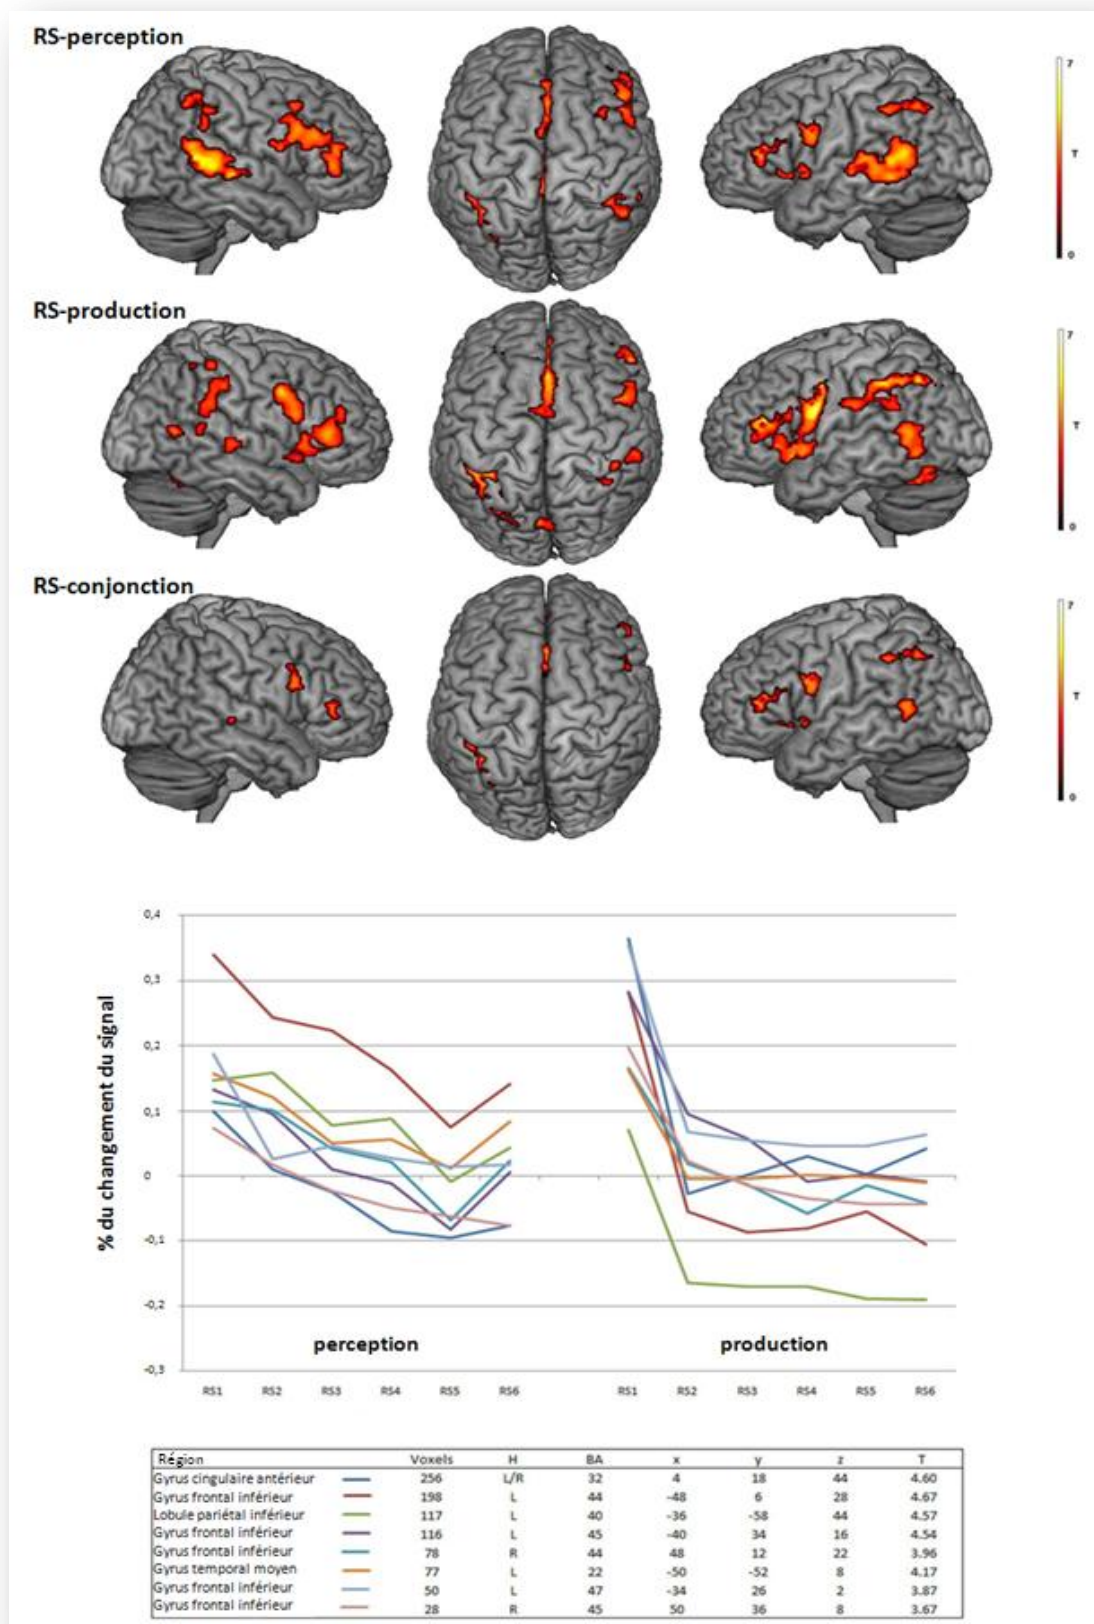 RS-perception
7
T
0
RS-production
7
T
0
RS-conjonction
7
T
0
% du changement du signal
0,4
0,3
0,2
0,1
0
-0,1
-0,2
-0,3
perception
production
RS1 RS2 RS3 RS4 RS5 RS6 RS1 RS2 RS3 RS4 RS5 RS6
Région Voxels H BA x y z T
Gyrus cingulaire antérieur 256 L/R 32 4 18 44 4.60
Gyrus frontal inférieur 198 L 44 -48 6 28 4.67
Lobule pariétal inférieur 117 L 40 -36 -58 44 4.57
Gyrus frontal inférieur 116 L 45 -40 34 16 4.54
Gyrus frontal inférieur 78 R 44 48 12 22 3.96
Gyrus temporal moyen 77 L 22 -50 -52 8 4.17
Gyrus frontal inférieur 50 L 47 -34 26 2 3.87
Gyrus frontal inférieur 28 R 45 50 36 8 3.67